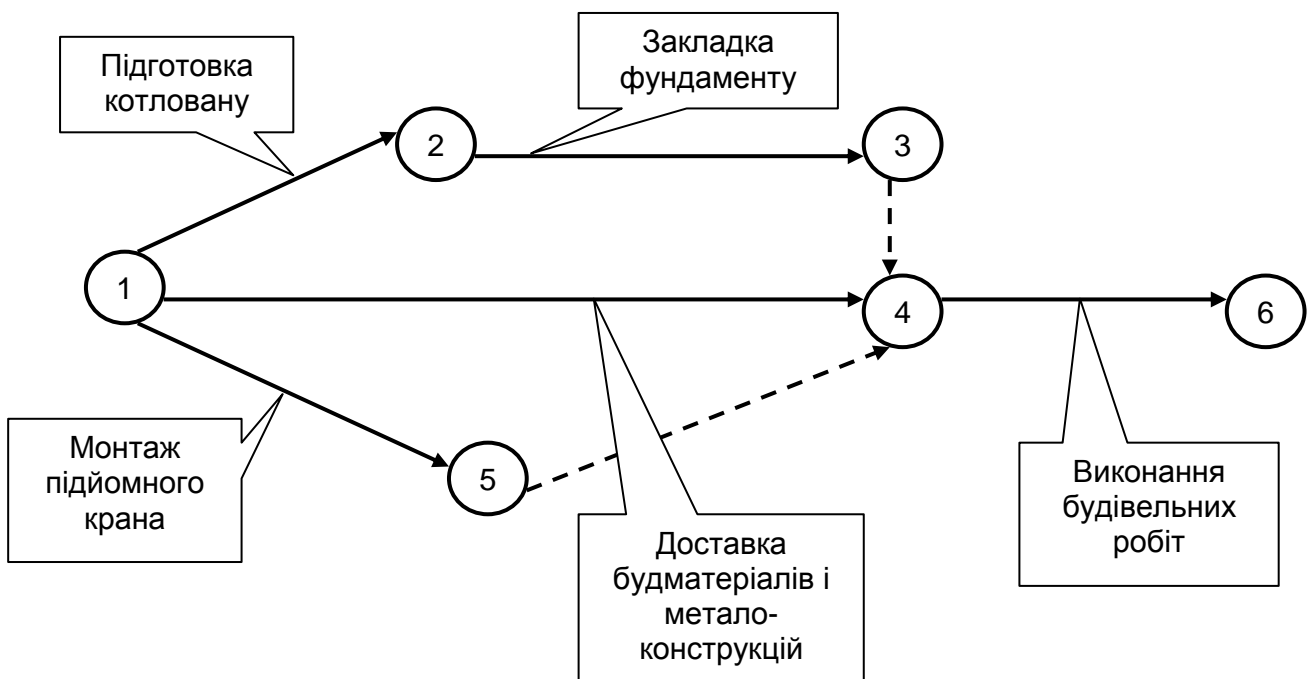 Підготовка
котловану
Закладка
фундаменту
2
3
1
4
6
Монтаж
підйомного
крана
5
Доставка
будматеріалів і
метало-
конструкцій
Виконання
будівельних
робіт